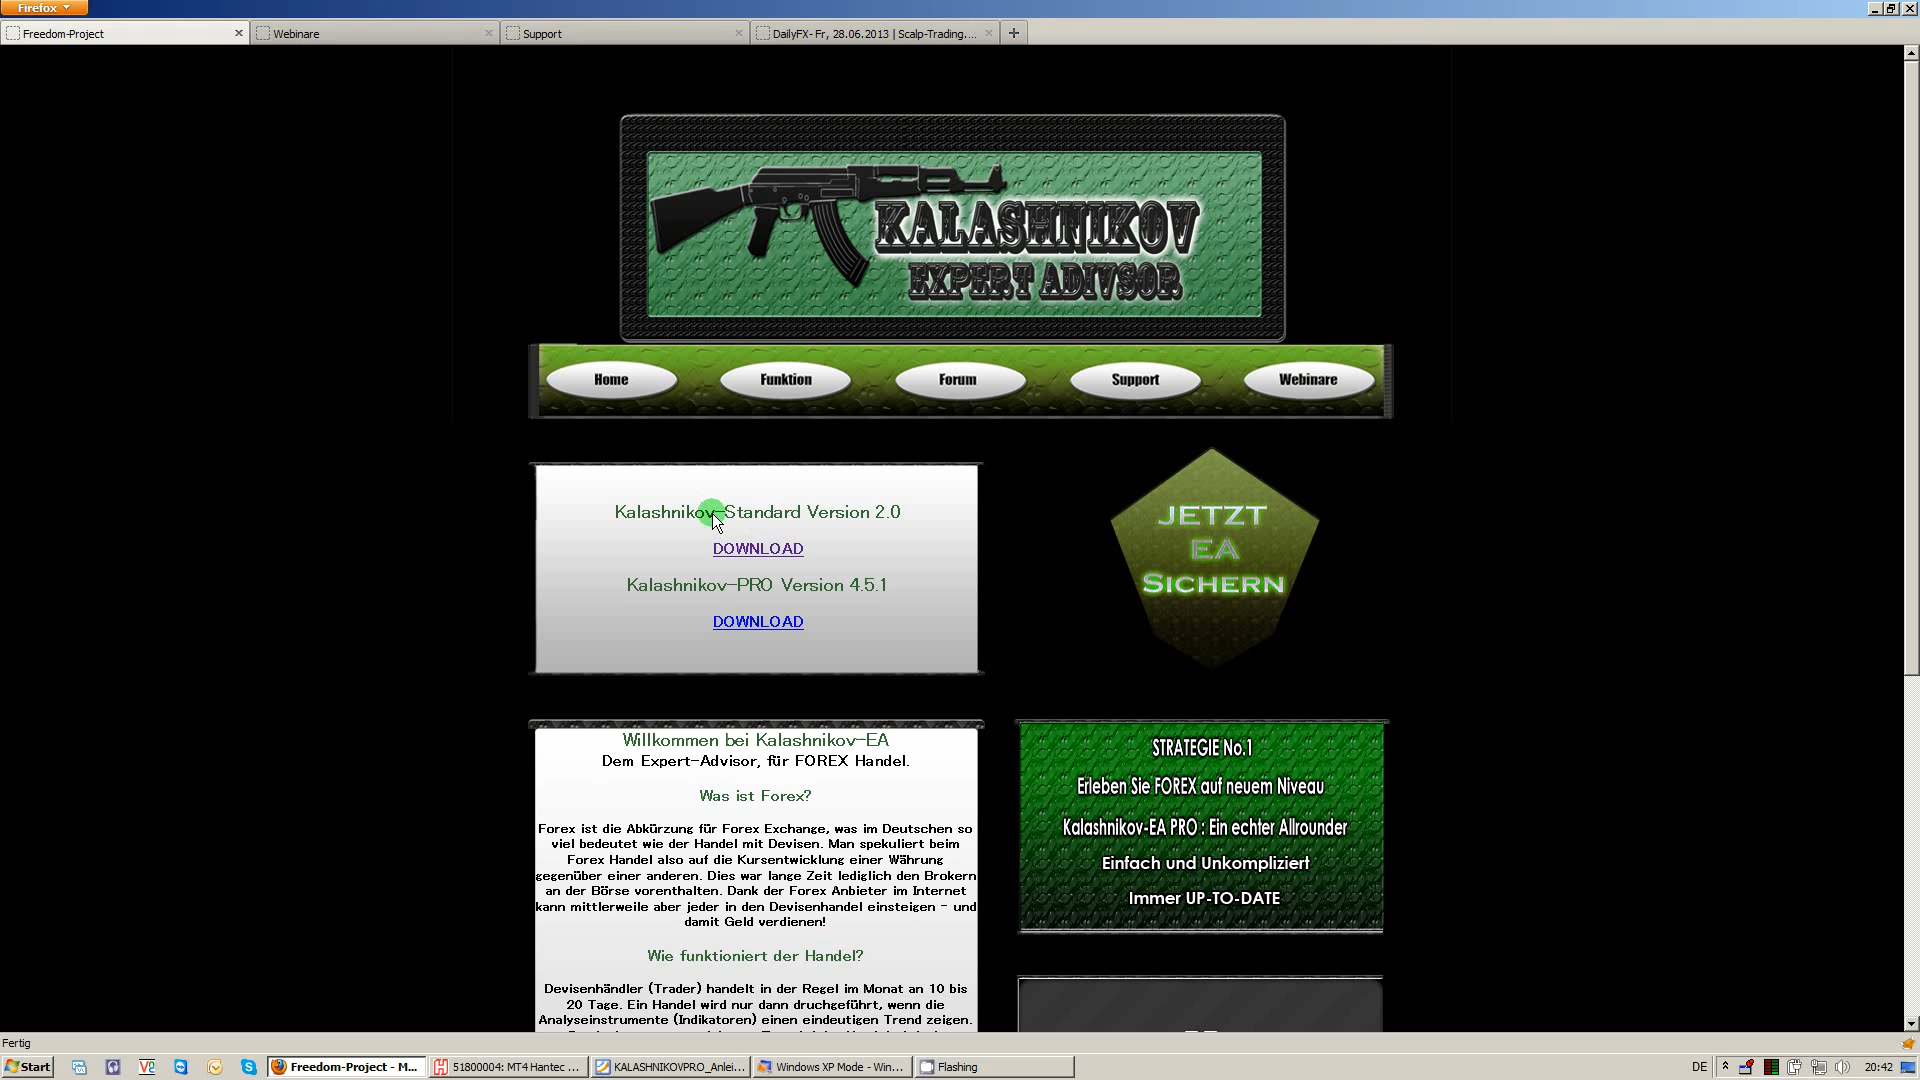 Firefox
Freedom-Project
Webinare
Support
DailyFX- Fr, 28.06.2013 | Scalp-Trading....
KALASHNIKOV
EXPERT ADIVSOR
Home
Funktion
Forum
Support
Webinare
Kalashnikov-Standard Version 2.0
DOWNLOAD
Kalashnikov-PRO Version 4.5.1
DOWNLOAD
JETZT
EA
SICHERN
Willkommen bei Kalashnikov-EA
Dem Expert-Advisor, für FOREX Handel.
Was ist Forex?
Forex ist die Abkürzung für Forex Exchange, was im Deutschen so
viel bedeutet wie der Handel mit Devisen. Man spekuliert beim
Forex Handel also auf die Kursentwicklung einer Währung
gegenüber einer anderen. Dies war lange Zeit lediglich den Brokern
an der Börse vorenthalten. Dank der Forex Anbieter im Internet
kann mittlerweile aber jeder in den Devisenhandel einsteigen - und
damit Geld verdienen!
Wie funktioniert der Handel?
Devisenhändler (Trader) handelt in der Regel im Monat an 10 bis
20 Tage. Ein Handel wird nur dann druchgeführt, wenn die
Analyseinstrumente (Indikatoren) einen eindeutigen Trend zeigen.
STRATEGIE No.1
Erleben Sie FOREX auf neuem Niveau
Kalashnikov-EA PRO : Ein echter Allrounder
Einfach und Unkompliziert
Immer UP-TO-DATE
Fertig
Start
Freedom-Project - M...
51800004: MT4 Hantec ...
KALASHNIKOVPRO_Anlei...
Windows XP Mode - Win...
Flashing
DE
20:42